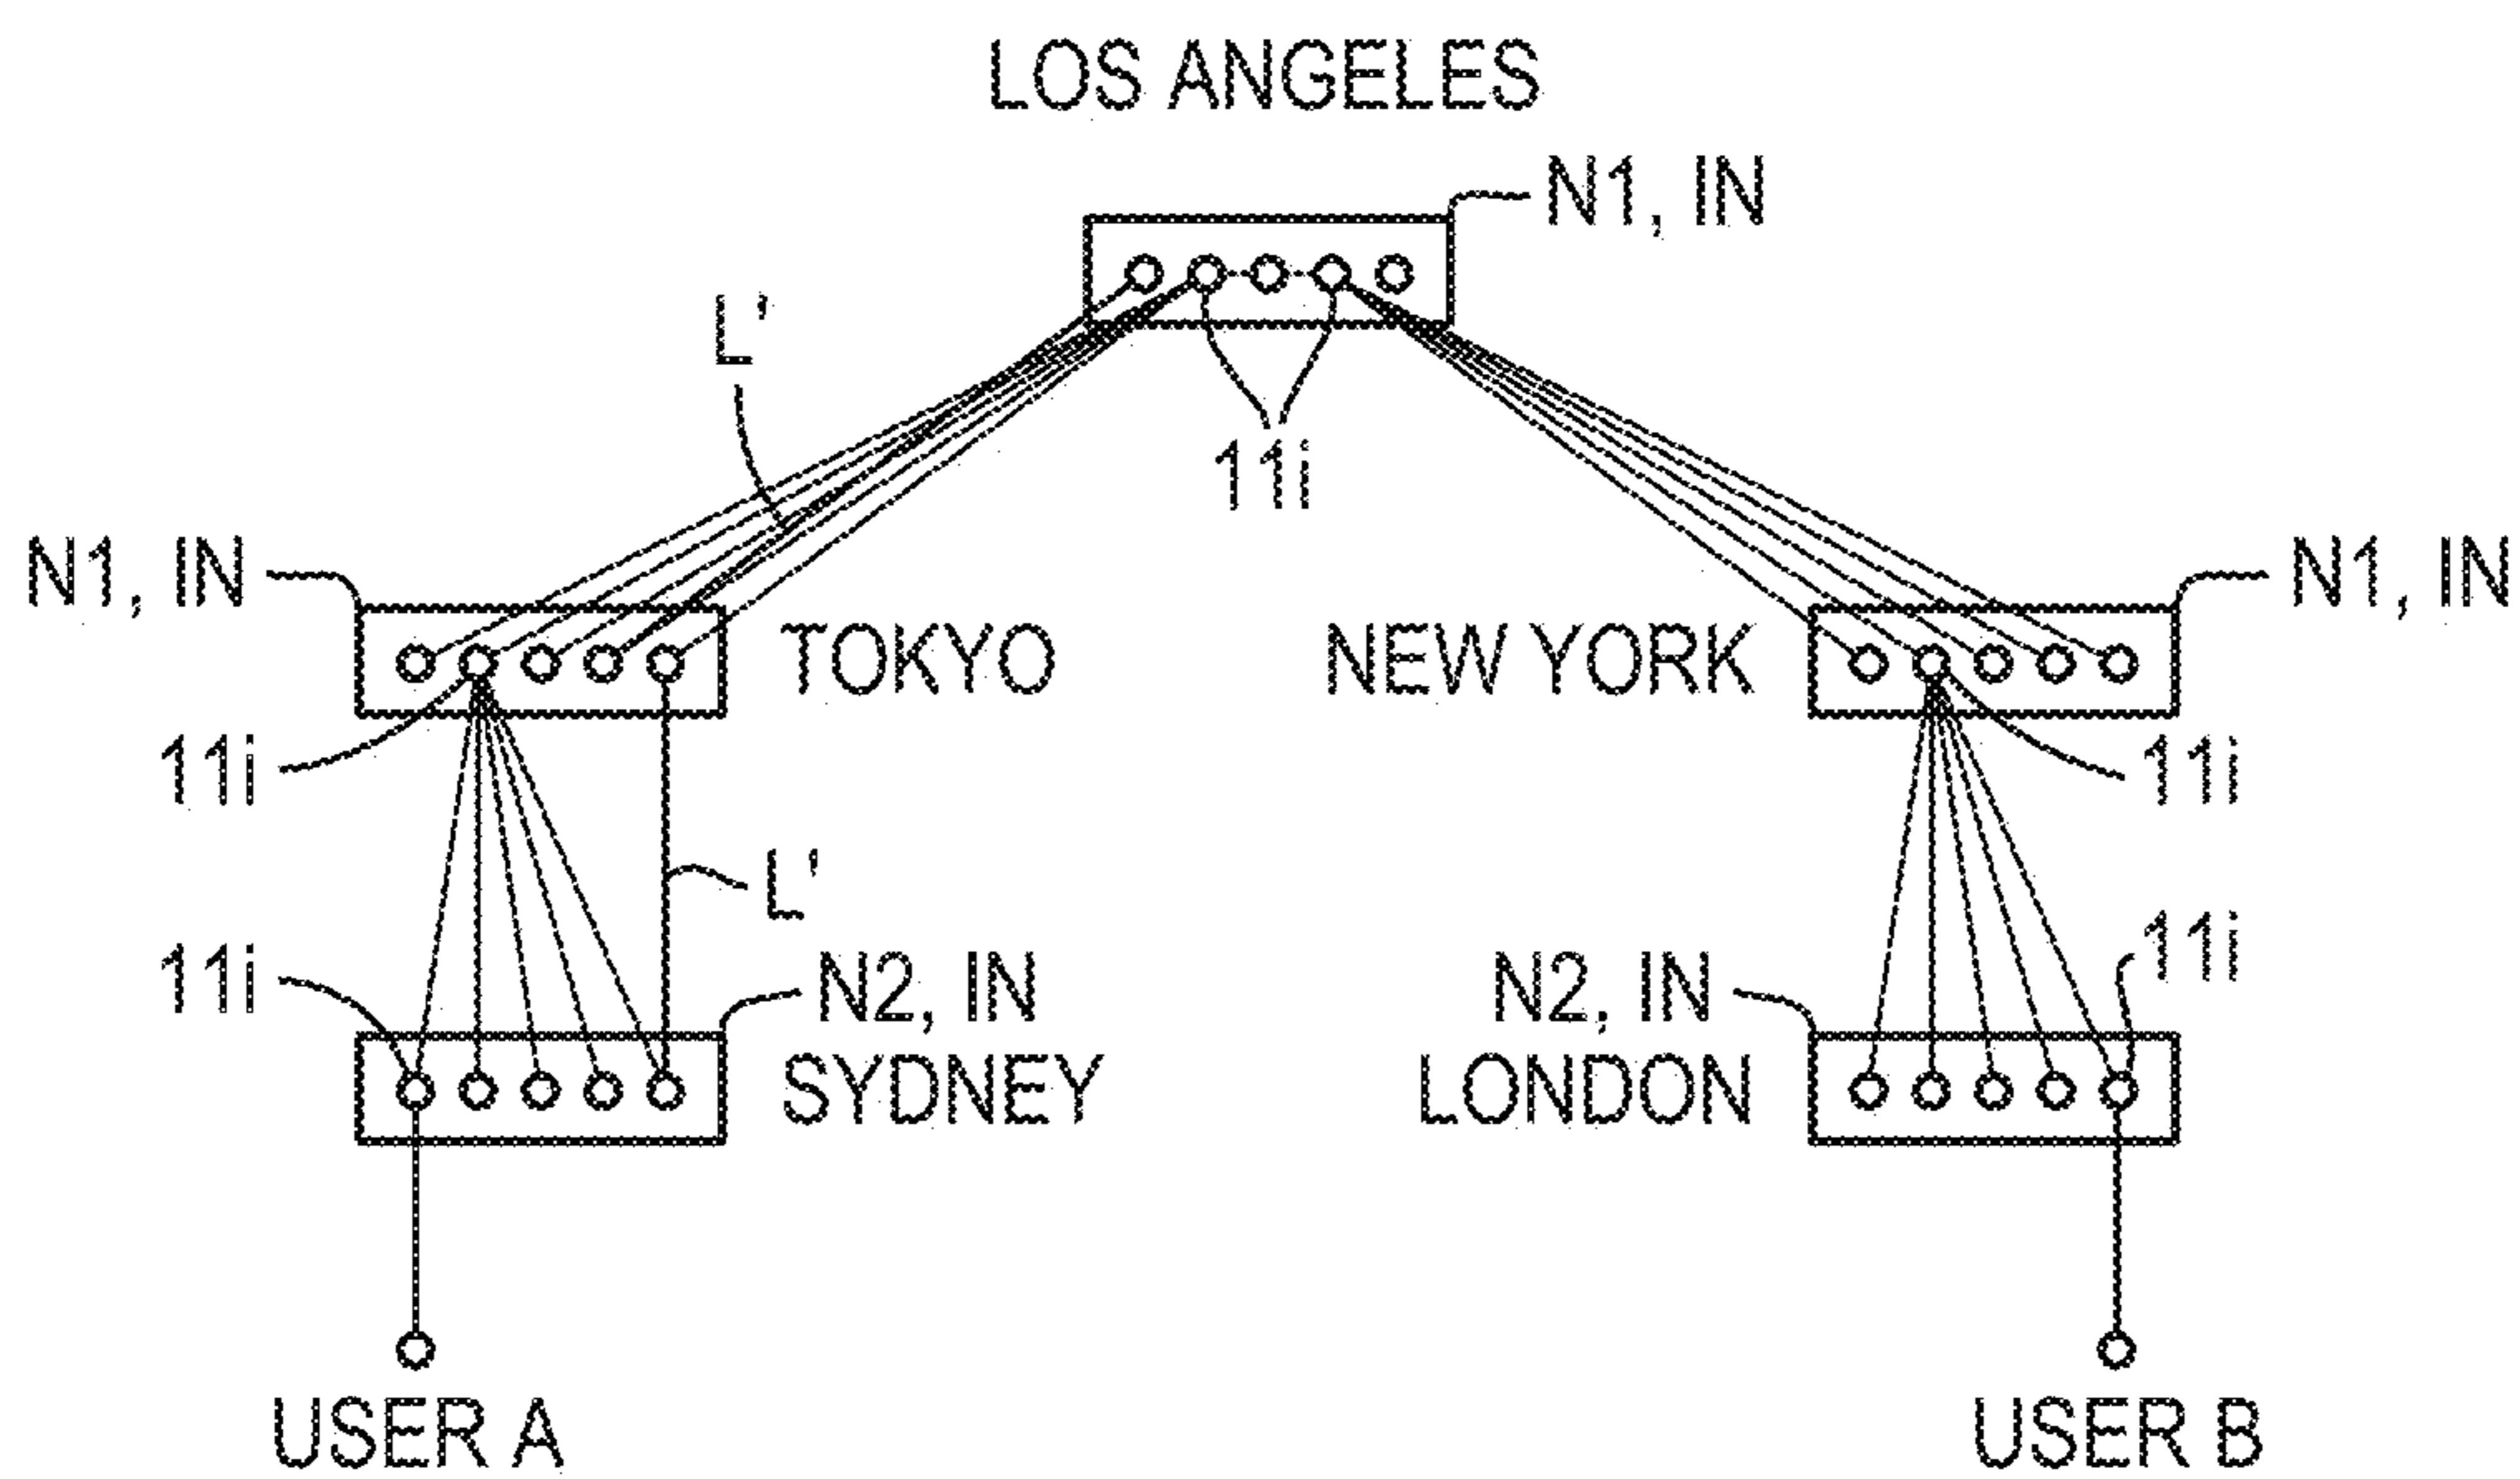 LOS ANGELES
N1, IN
L'
11i
N1, IN
N1, IN
TOKYO
NEW YORK
11i
11i
L'
11i
11i
N2, IN
N2, IN
SYDNEY
LONDON
USER A
USER B